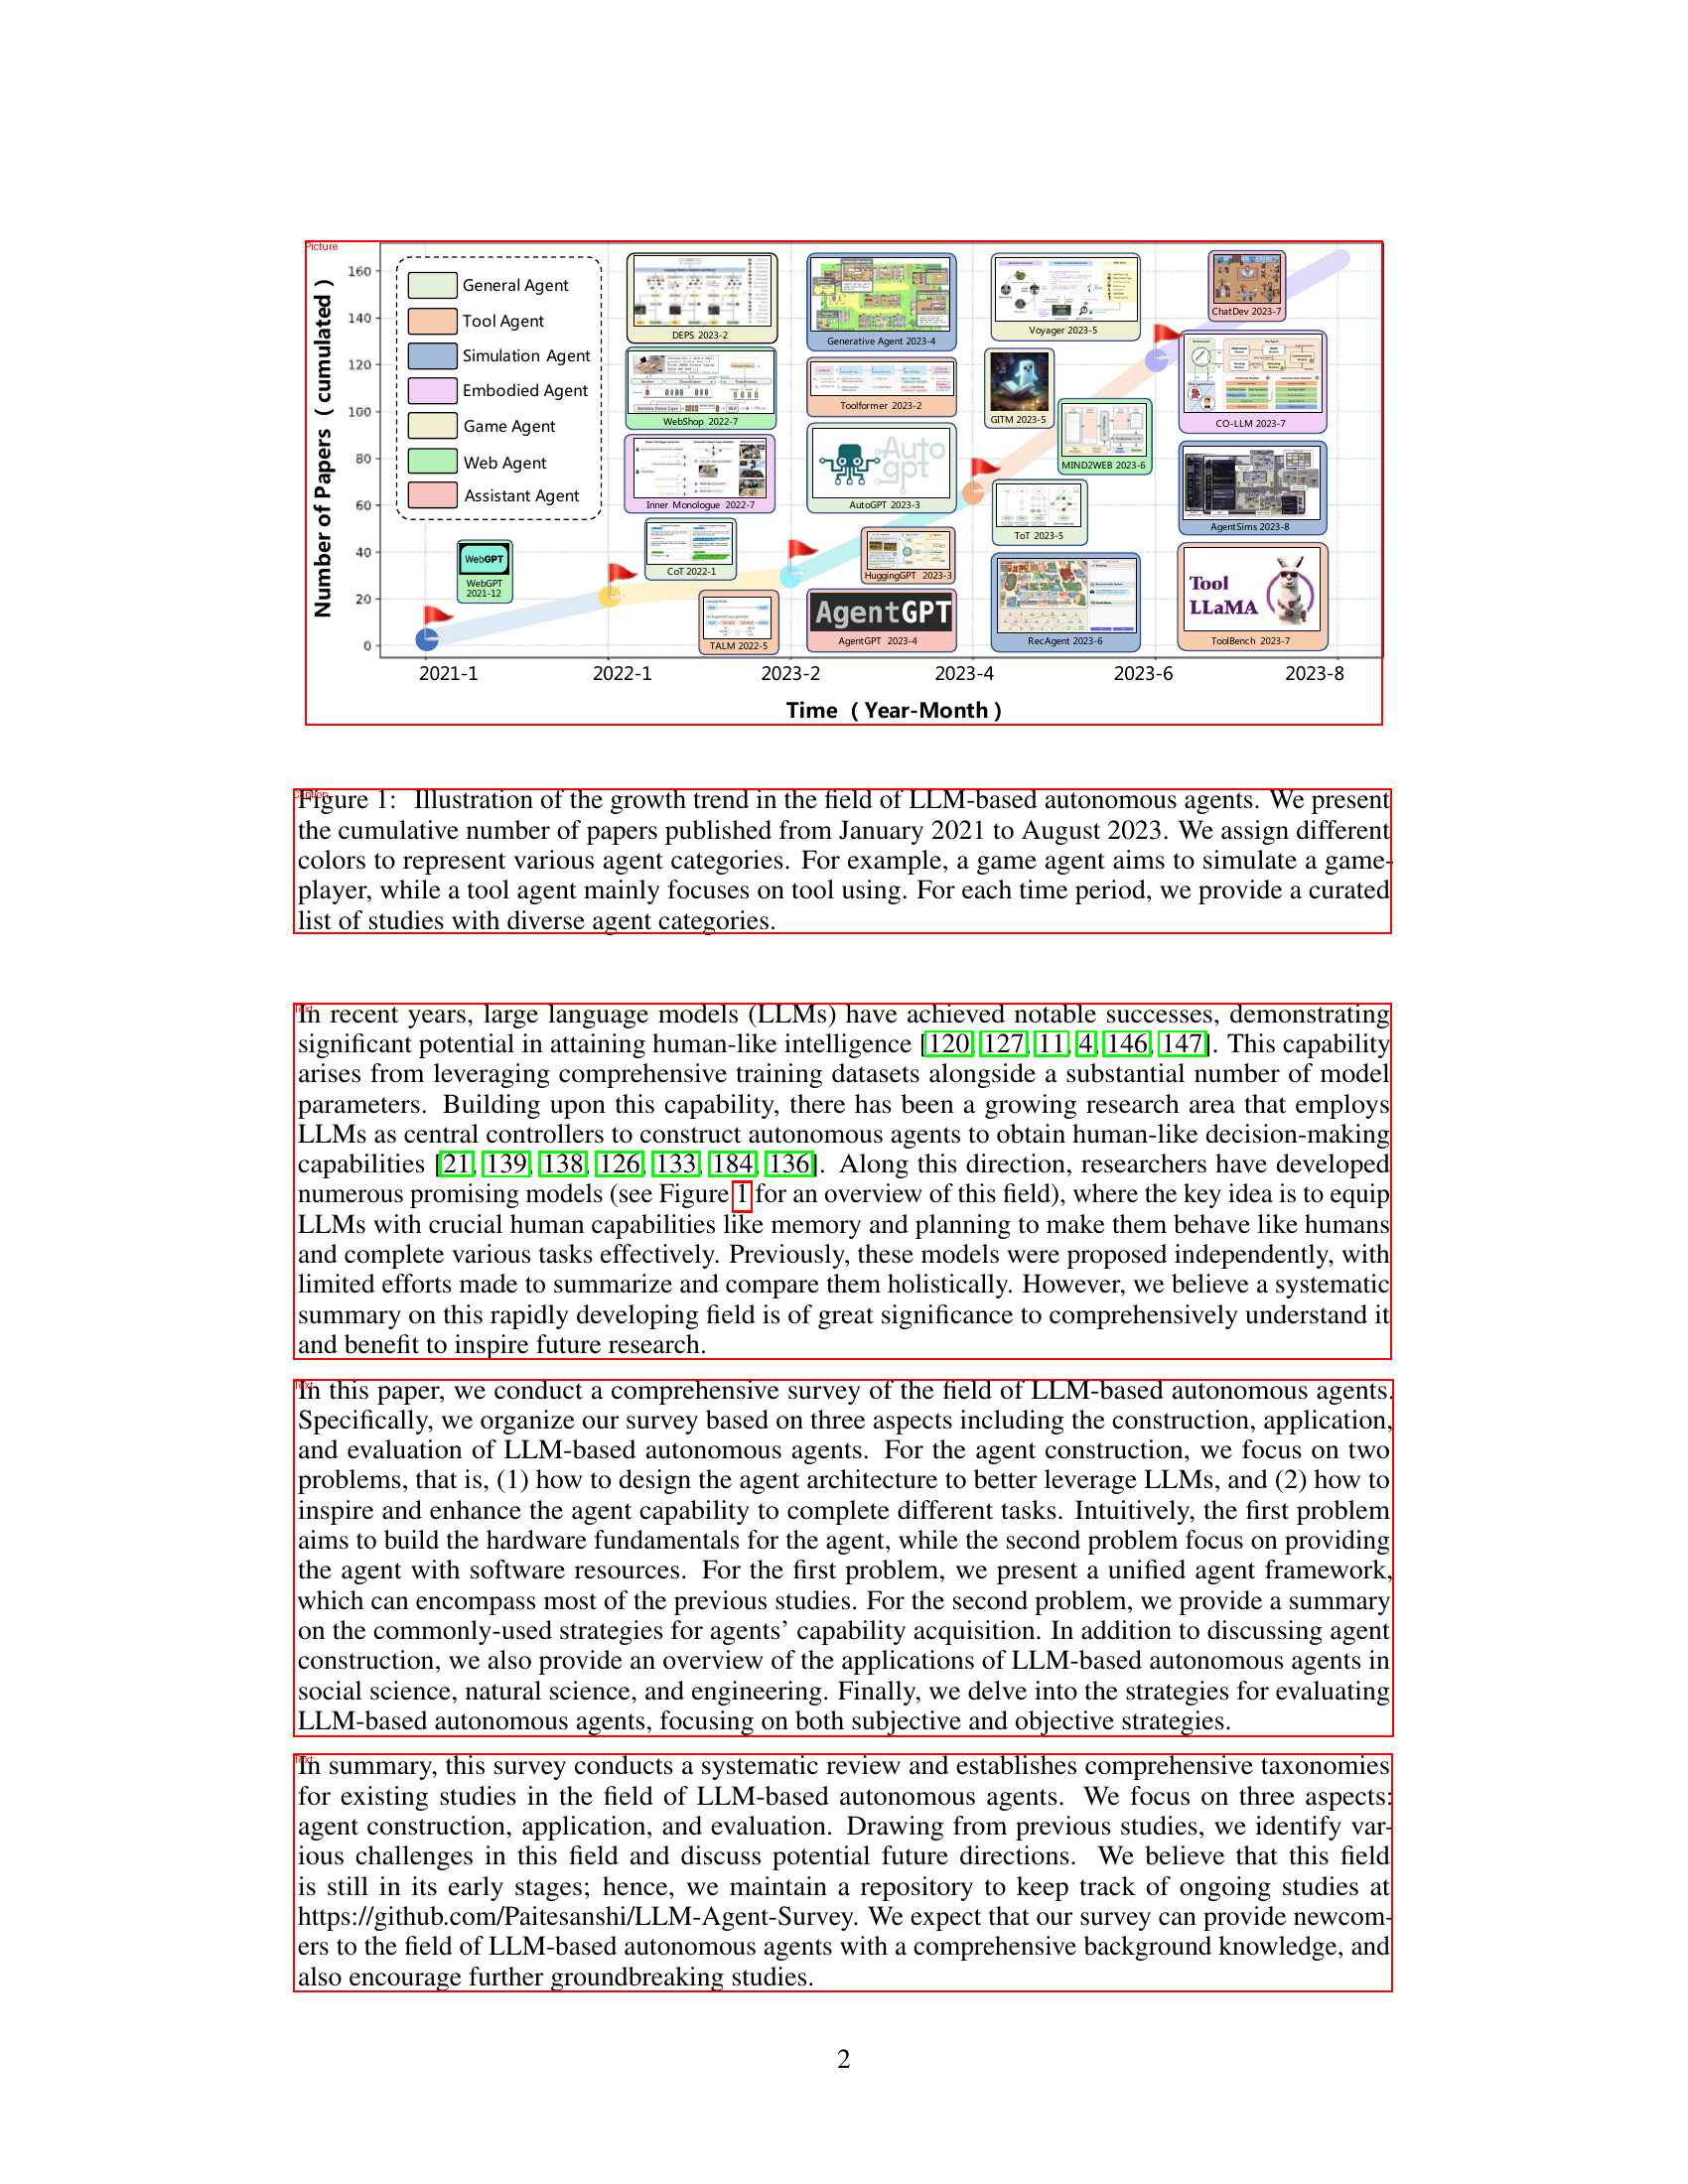 Picture
Number of Papers ( cumulated )
160
140
120
100
80
60
40
20
0
General Agent
Tool Agent
Simulation Agent
Embodied Agent
Game Agent
Web Agent
Assistant Agent
WebGPT
WebGPT
2021-12
DEPS 2023-2
WebShop 2022-7
Inner Monologue 2022-7
CoT 2022-1
TALM 2022-5
Generative Agent 2023-4
Toolformer 2023-2
Auto
gpt
AutoGPT 2023-3
HuggingGPT 2023-3
AgentGPT
AgentGPT 2023-4
Voyager 2023-5
GITM 2023-5
MIND2WEB 2023-6
ToT 2023-5
RecAgent 2023-6
ChatDev 2023-7
CO-LLM 2023-7
AgentSims 2023-8
Tool
LLaMA
ToolBench 2023-7
2021-1 2022-1 2023-2 2023-4 2023-6 2023-8
Time ( Year-Month )
Caption
Figure 1: Illustration of the growth trend in the field of LLM-based autonomous agents. We present
the cumulative number of papers published from January 2021 to August 2023. We assign different
colors to represent various agent categories. For example, a game agent aims to simulate a game-
player, while a tool agent mainly focuses on tool using. For each time period, we provide a curated
list of studies with diverse agent categories.
Text
In recent years, large language models (LLMs) have achieved notable successes, demonstrating
significant potential in attaining human-like intelligence [120, 127, 11, 4, 146, 147]. This capability
arises from leveraging comprehensive training datasets alongside a substantial number of model
parameters. Building upon this capability, there has been a growing research area that employs
LLMs as central controllers to construct autonomous agents to obtain human-like decision-making
capabilities [21, 139, 138, 126, 133, 184, 136]. Along this direction, researchers have developed
numerous promising models (see Figure 1 for an overview of this field), where the key idea is to equip
LLMs with crucial human capabilities like memory and planning to make them behave like humans
and complete various tasks effectively. Previously, these models were proposed independently, with
limited efforts made to summarize and compare them holistically. However, we believe a systematic
summary on this rapidly developing field is of great significance to comprehensively understand it
and benefit to inspire future research.
Text
In this paper, we conduct a comprehensive survey of the field of LLM-based autonomous agents.
Specifically, we organize our survey based on three aspects including the construction, application,
and evaluation of LLM-based autonomous agents. For the agent construction, we focus on two
problems, that is, (1) how to design the agent architecture to better leverage LLMs, and (2) how to
inspire and enhance the agent capability to complete different tasks. Intuitively, the first problem
aims to build the hardware fundamentals for the agent, while the second problem focus on providing
the agent with software resources. For the first problem, we present a unified agent framework,
which can encompass most of the previous studies. For the second problem, we provide a summary
on the commonly-used strategies for agents’ capability acquisition. In addition to discussing agent
construction, we also provide an overview of the applications of LLM-based autonomous agents in
social science, natural science, and engineering. Finally, we delve into the strategies for evaluating
LLM-based autonomous agents, focusing on both subjective and objective strategies.
Text
In summary, this survey conducts a systematic review and establishes comprehensive taxonomies
for existing studies in the field of LLM-based autonomous agents. We focus on three aspects:
agent construction, application, and evaluation. Drawing from previous studies, we identify var-
ious challenges in this field and discuss potential future directions. We believe that this field
is still in its early stages; hence, we maintain a repository to keep track of ongoing studies at
https://github.com/Paitesanshi/LLM-Agent-Survey. We expect that our survey can provide newcom-
ers to the field of LLM-based autonomous agents with a comprehensive background knowledge, and
also encourage further groundbreaking studies.
2